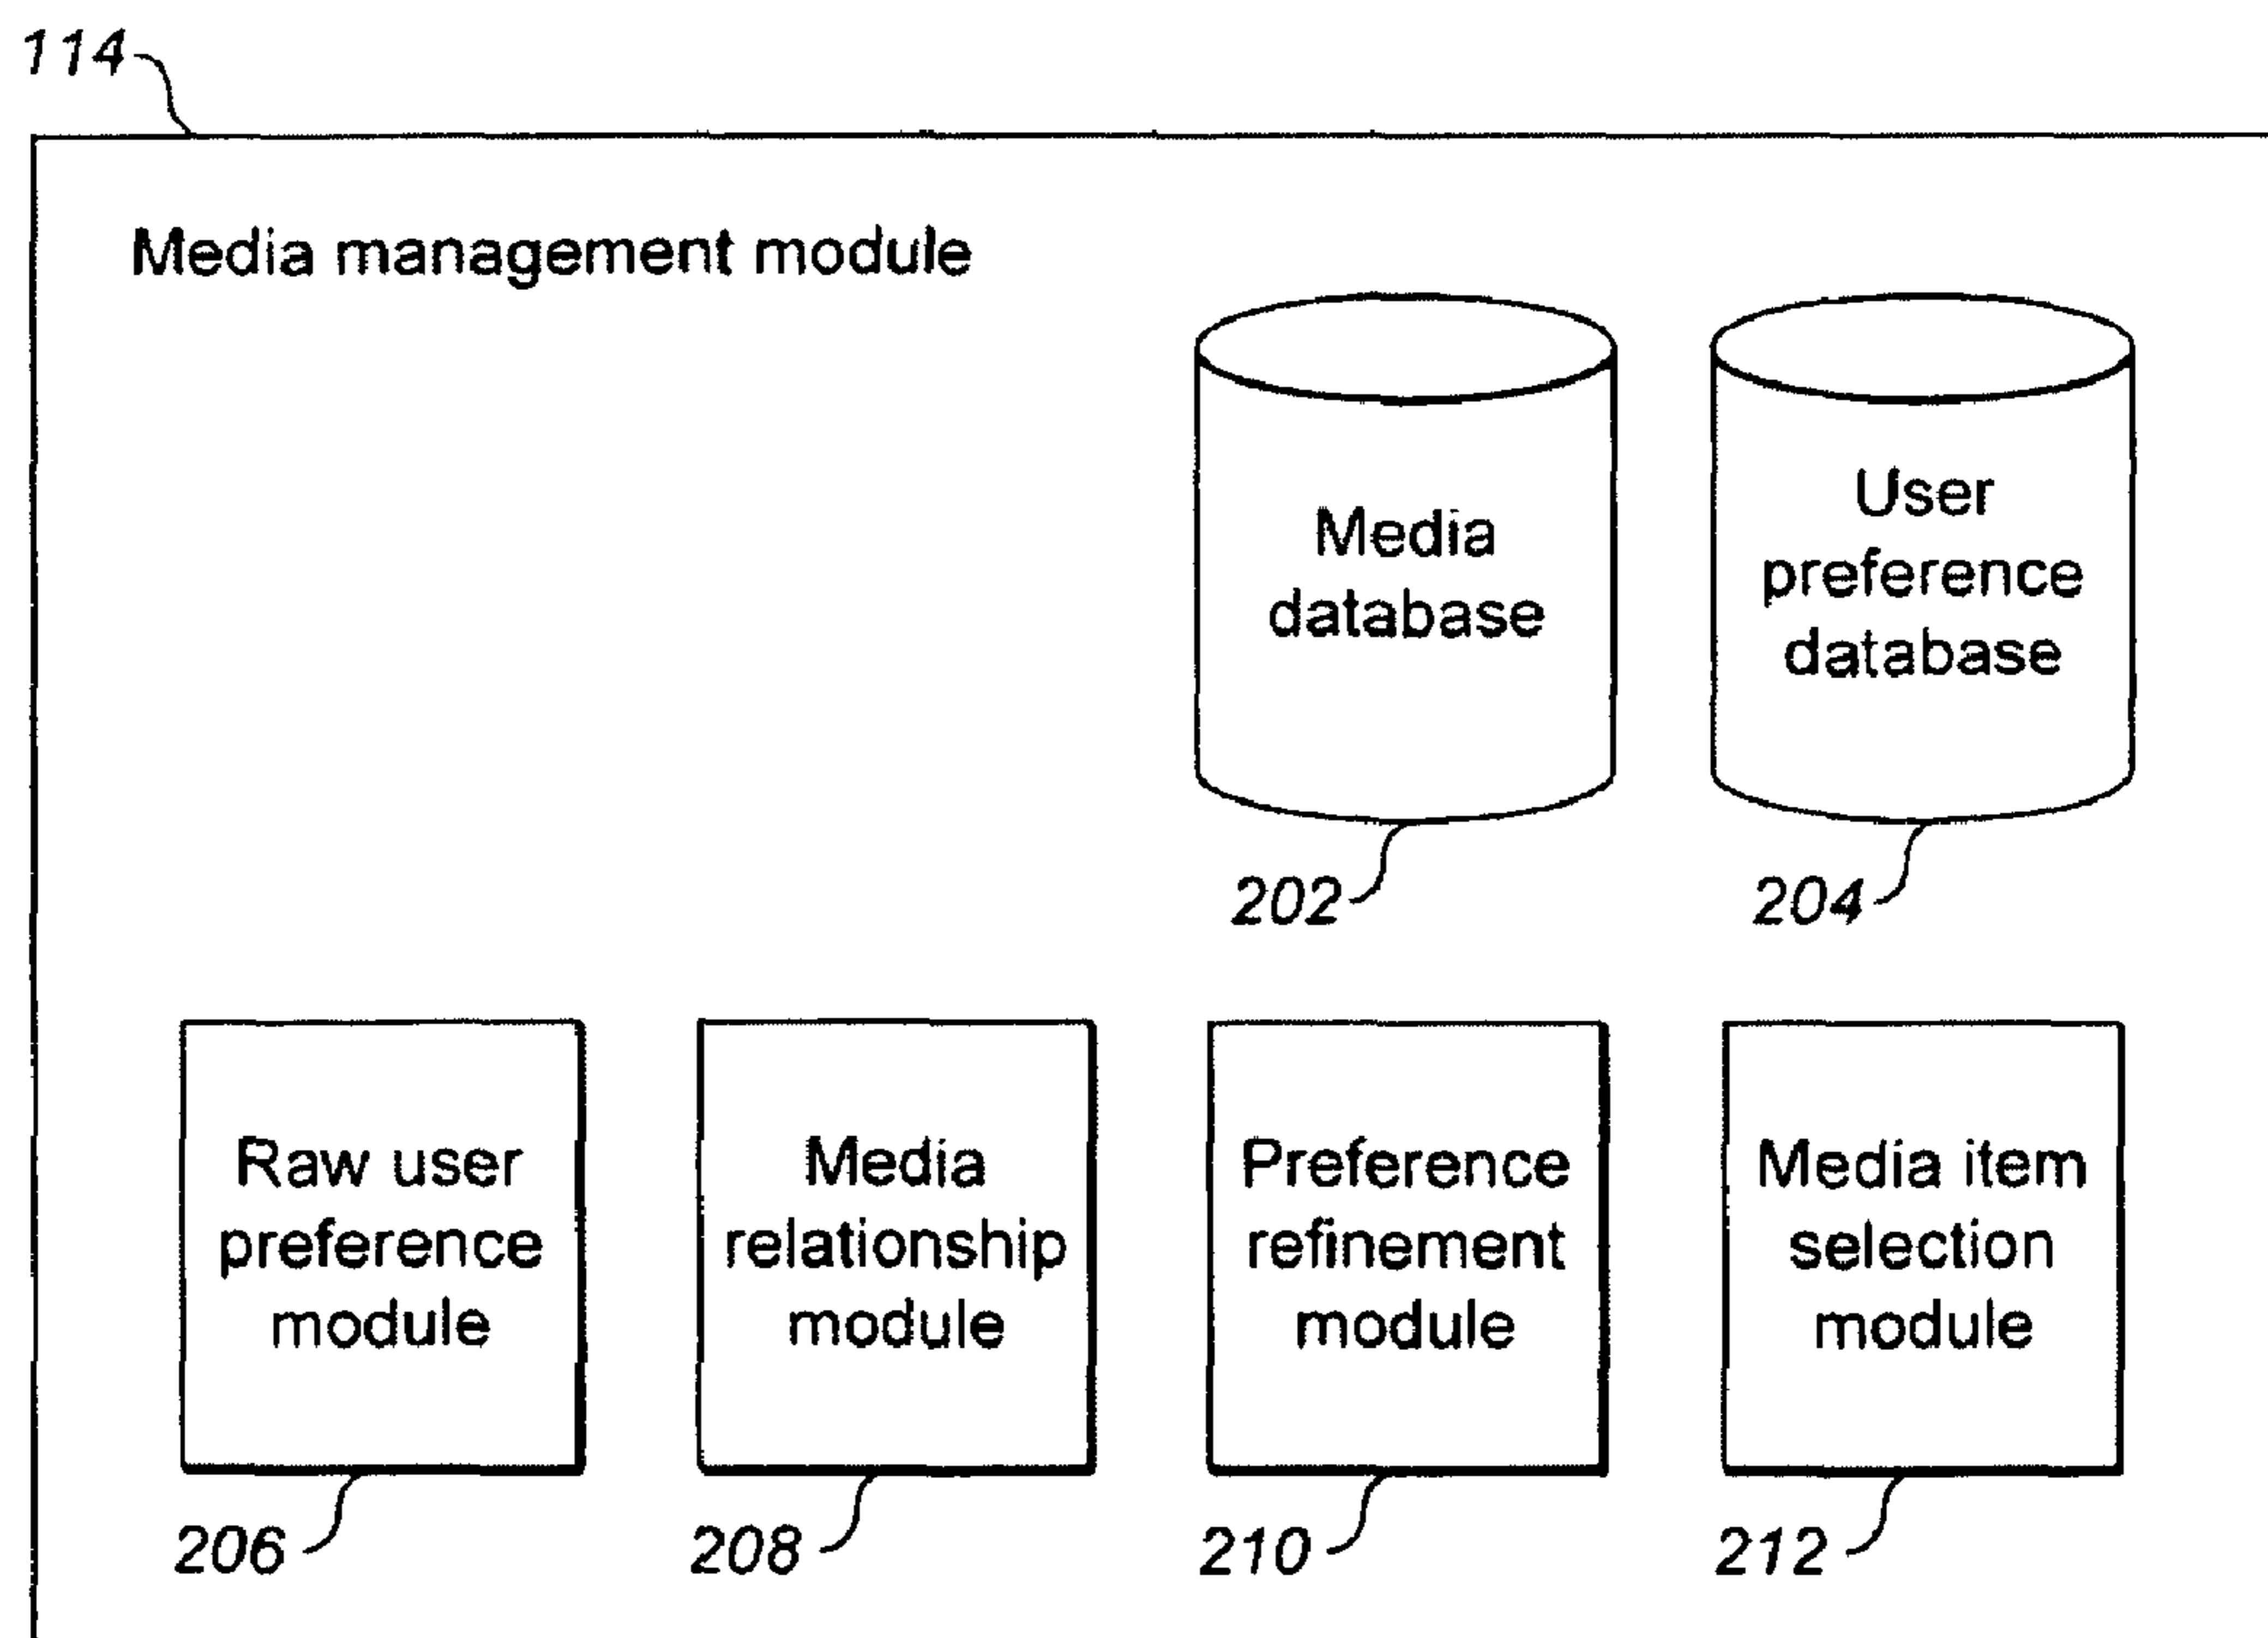 114
Media management module
Media
database
User
preference
database
202
204
Raw user
preference
module
Media
relationship
module
Preference
refinement
module
Media item
selection
module
206
208
210
212